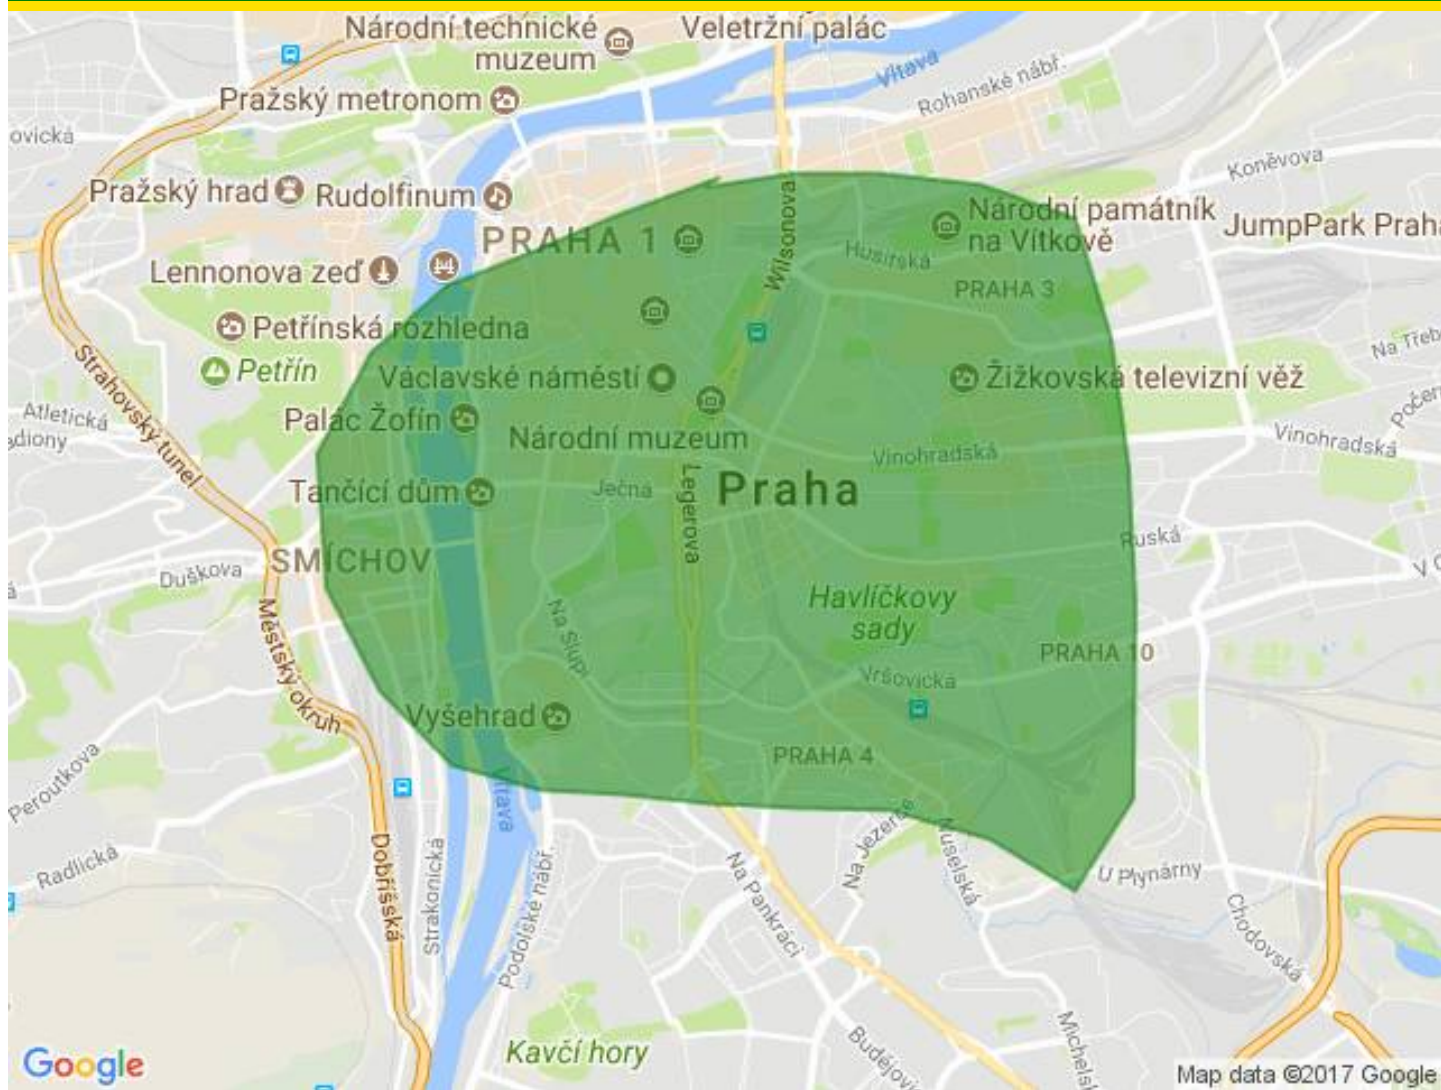 Národní technické
muzeum
Veletržní palác
Vltava
Rohanské nábř.
Pražský metronom
ovická
Koněvova
Pražský hrad
Rudolfinum
Národní památník
na Vítkově
JumpPark Praha
PRAHA 1
Wilsonova
Husitská
Lennonova zeď
PRAHA 3
Petřínská rozhledna
Na Třeb
Petřín
Václavské náměstí
Žižkovská televizní věž
Strahovský tunel
Atletická
diony
Palác Žofín
Národní muzeum
Počer
Vinohradská
Vinohradská
Tančící dům
Ječná
Legerova
Praha
Ruská
SMÍCHOV
Duškova
Městský okruh
Na Slupi
Havlíčkovy
sady
PRAHA 10
Vršovická
Vyšehrad
PRAHA 4
Peroutkova
Vltava
Radlická
Dobříšská
Strakonická
Podolské nábř.
Na Pankráci
Nuselská
U Plynárny
Chodovská
Kavčí hory
Budějovi
Michelsk
Google
Map data ©2017 Google